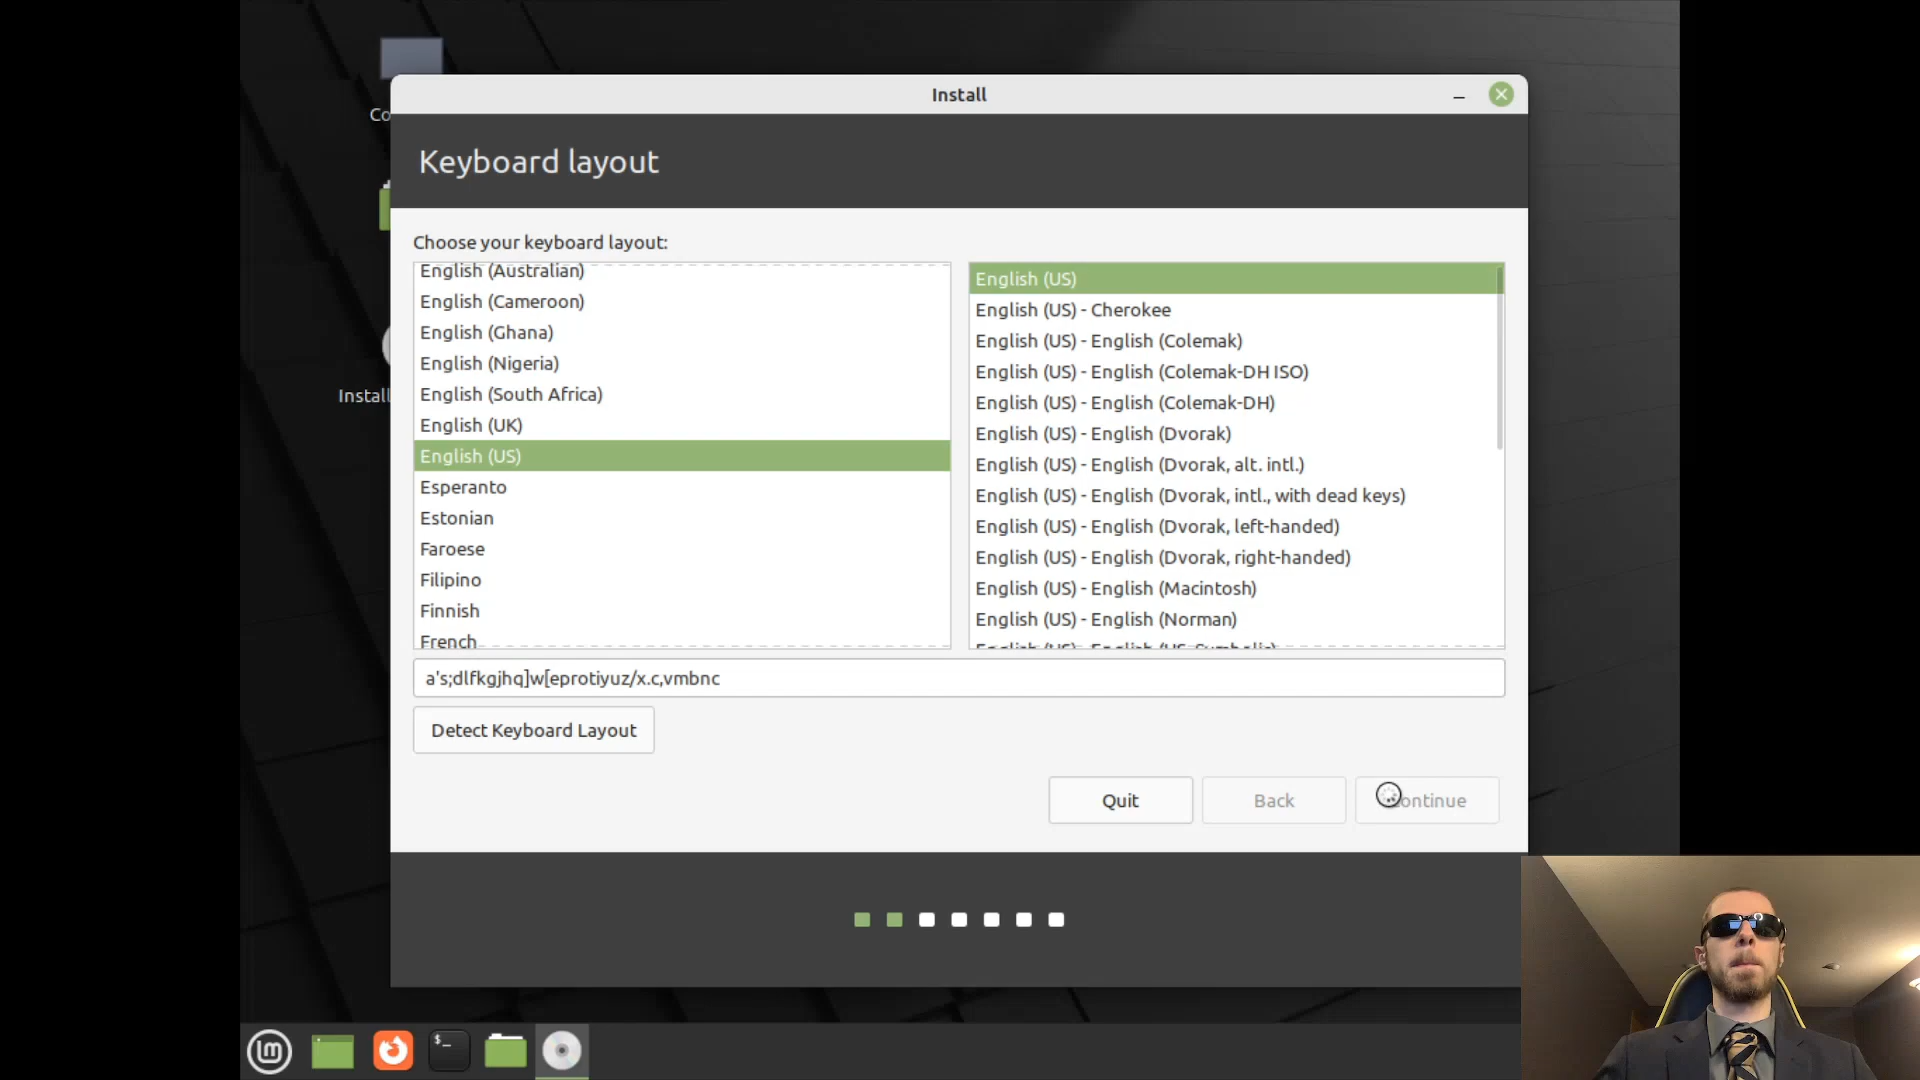 Install
Co
Keyboard layout
Choose your keyboard layout:
English (Australian)
English (Cameroon)
English (Ghana)
English (Nigeria)
English (South Africa)
English (UK)
English (US)
Esperanto
Estonian
Faroese
Filipino
Finnish
French
English (US)
English (US) - Cherokee
English (US) - English (Colemak)
English (US) - English (Colemak-DH ISO)
English (US) - English (Colemak-DH)
English (US) - English (Dvorak)
English (US) - English (Dvorak, alt. intl.)
English (US) - English (Dvorak, intl., with dead keys)
English (US) - English (Dvorak, left-handed)
English (US) - English (Dvorak, right-handed)
English (US) - English (Macintosh)
English (US) - English (Norman)
English (US) - English (US, Symbolic)
Install
a's;dlfkgjhq]w[eprotiyuz/x.c,vmbnc
Detect Keyboard Layout
Quit
Back
ontinue
$_